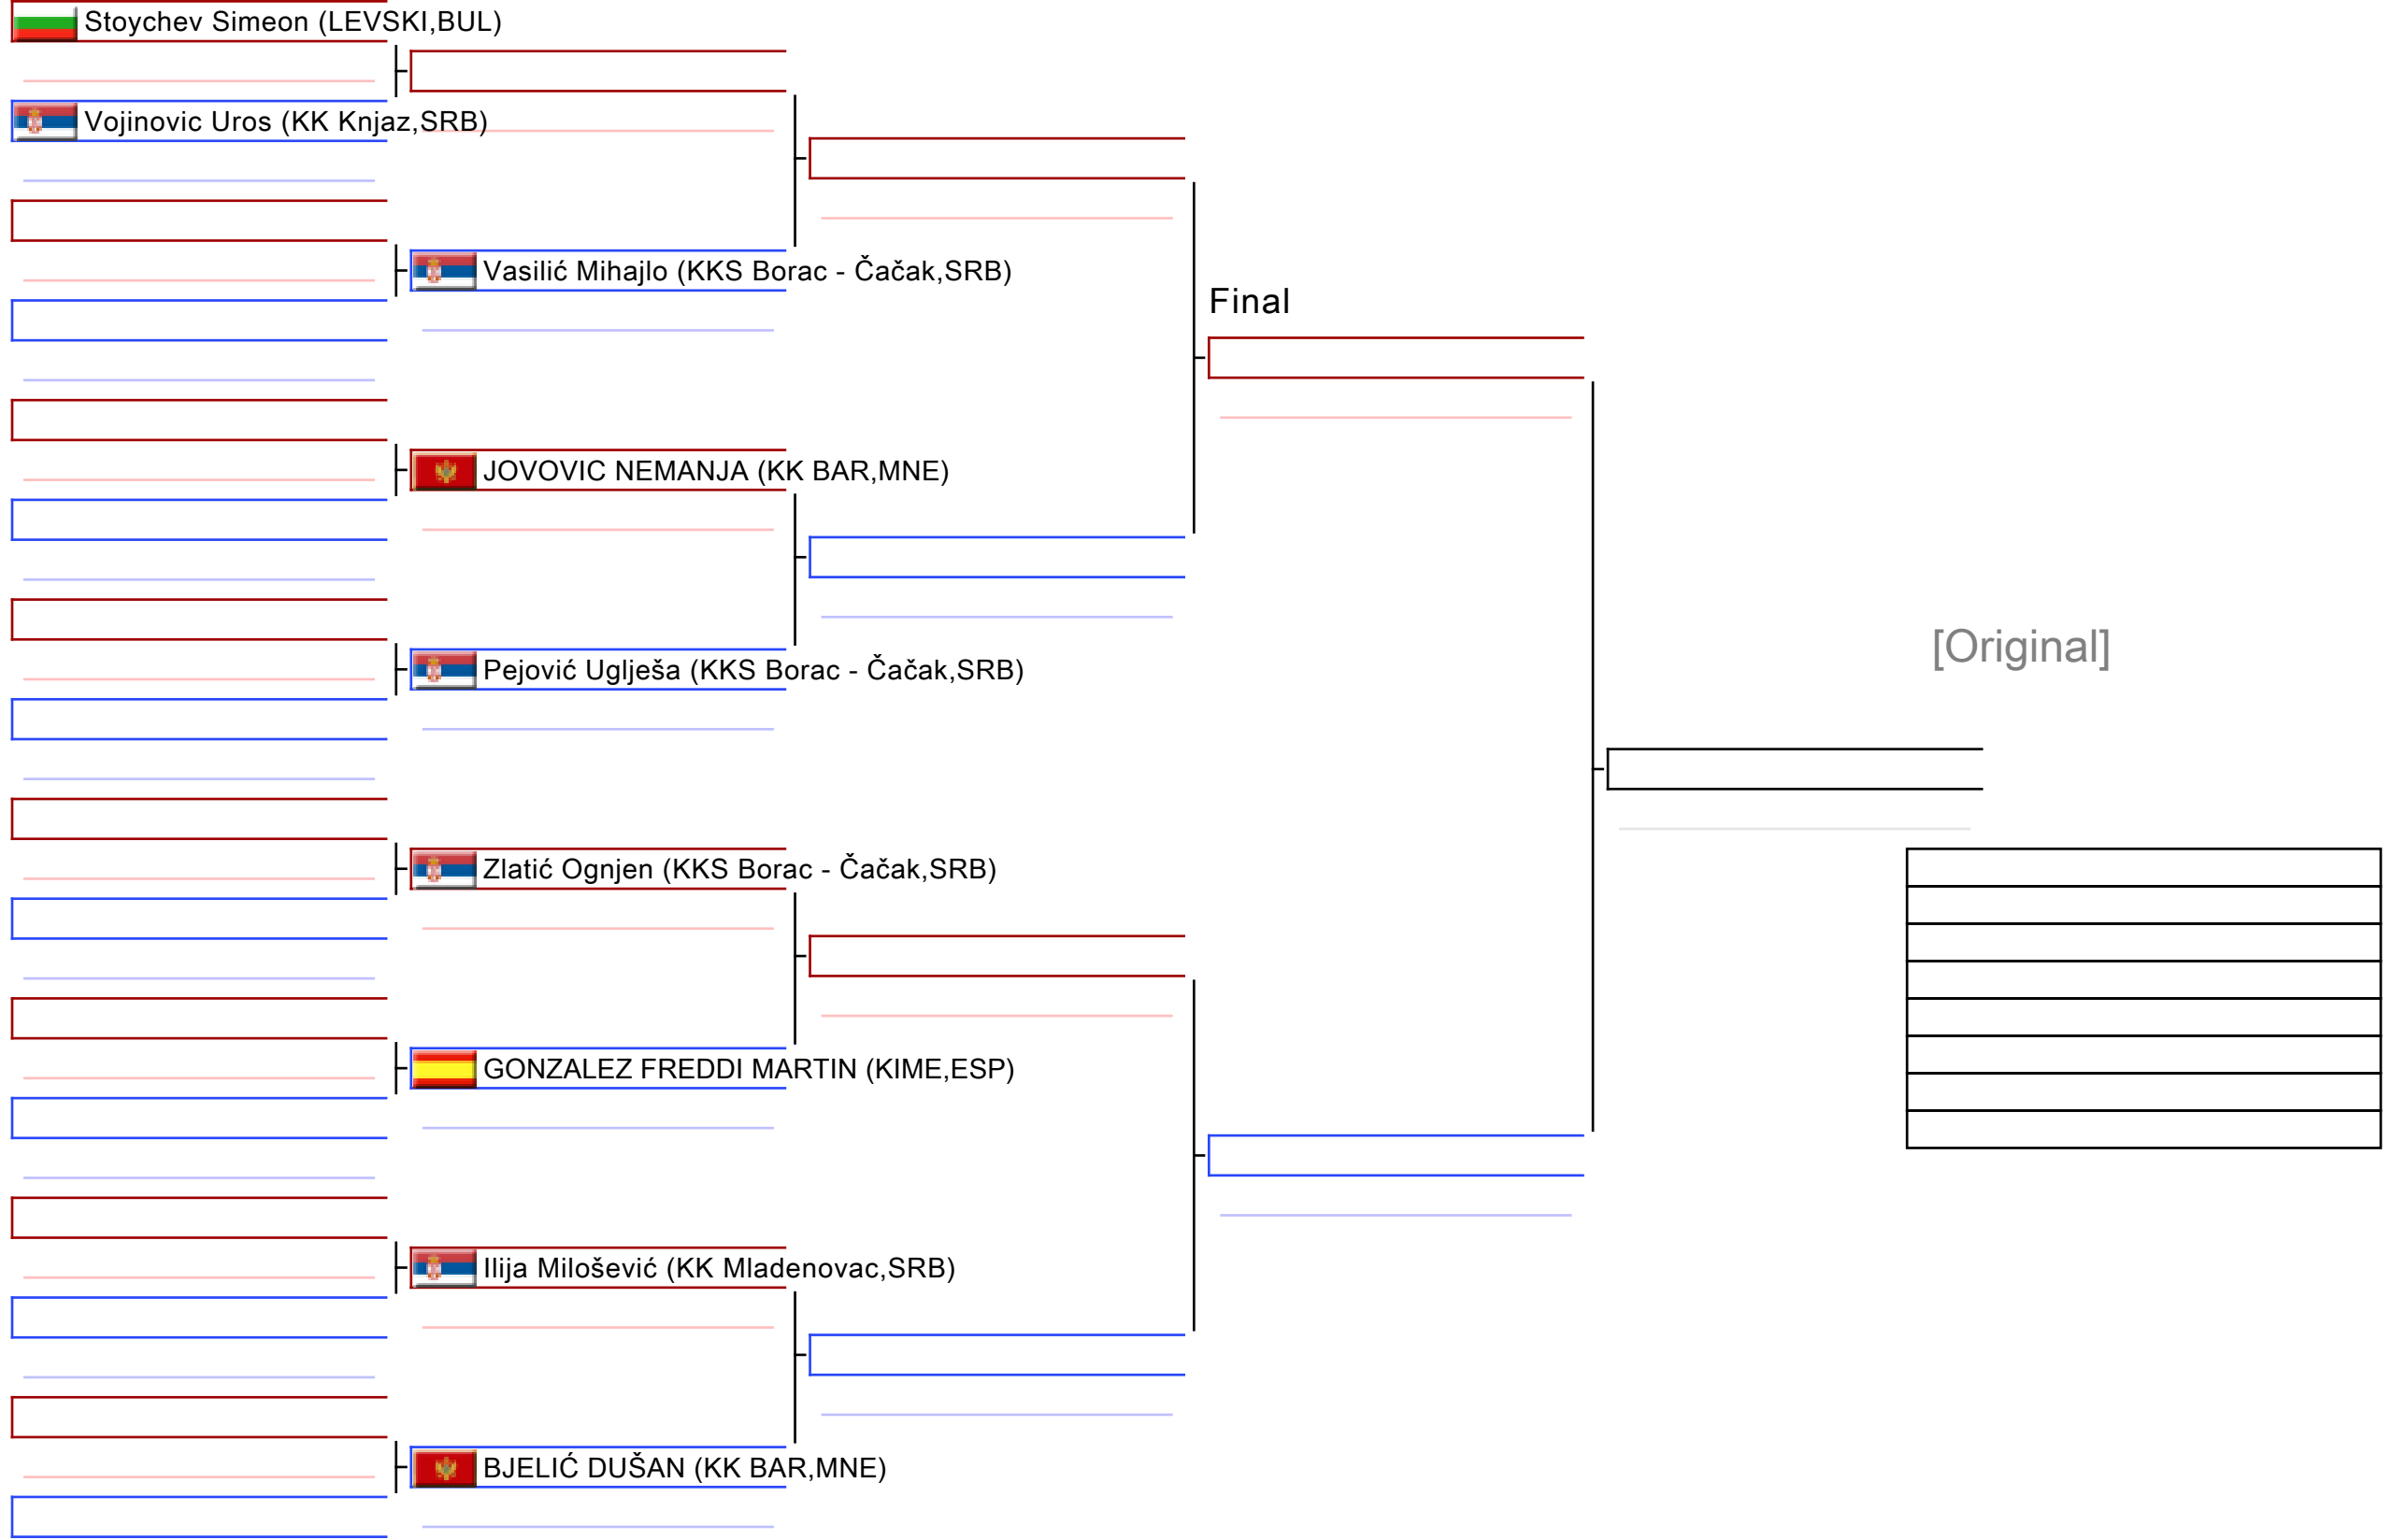 Stoychev Simeon (LEVSKI,BUL)
Vojinovic Uros (KK Knjaz,SRB)
Vasilić Mihajlo (KKS Borac - Čačak,SRB)
Final
JOVOVIC NEMANJA (KK BAR,MNE)
[Original]
Pejović Uglješa (KKS Borac - Čačak,SRB)
Zlatić Ognjen (KKS Borac - Čačak,SRB)
GONZALEZ FREDDI MARTIN (KIME,ESP)
Ilija Milošević (KK Mladenovac,SRB)
BJELIĆ DUŠAN (KK BAR,MNE)